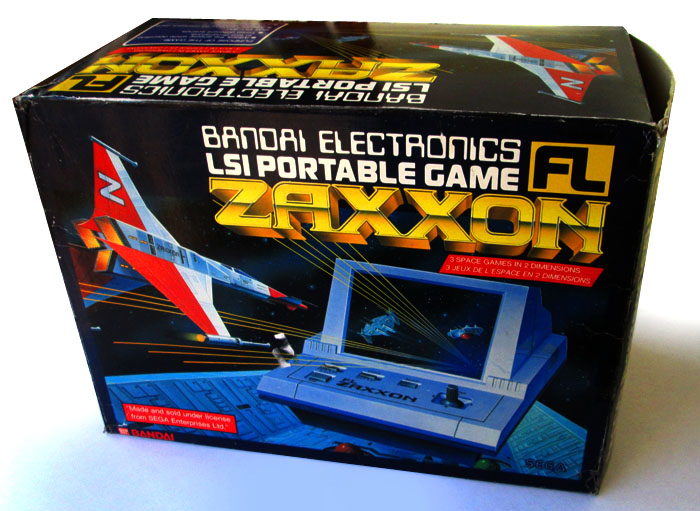 BANDAI ELECTRONICS
LSI PORTABLE GAME
ZAXXON
FL
BANDAI ELECTRONICS
LSI PORTABLE GAME
FL
ZAXXON
3 SPACE GAMES IN 2 DIMENSIONS
3 JEUX DE L'ESPACE EN 2 DIMENSIONS
N
N
ZAXXON
"Made and sold under license
from SEGA Enterprises Ltd."
BANDAI
SEGA